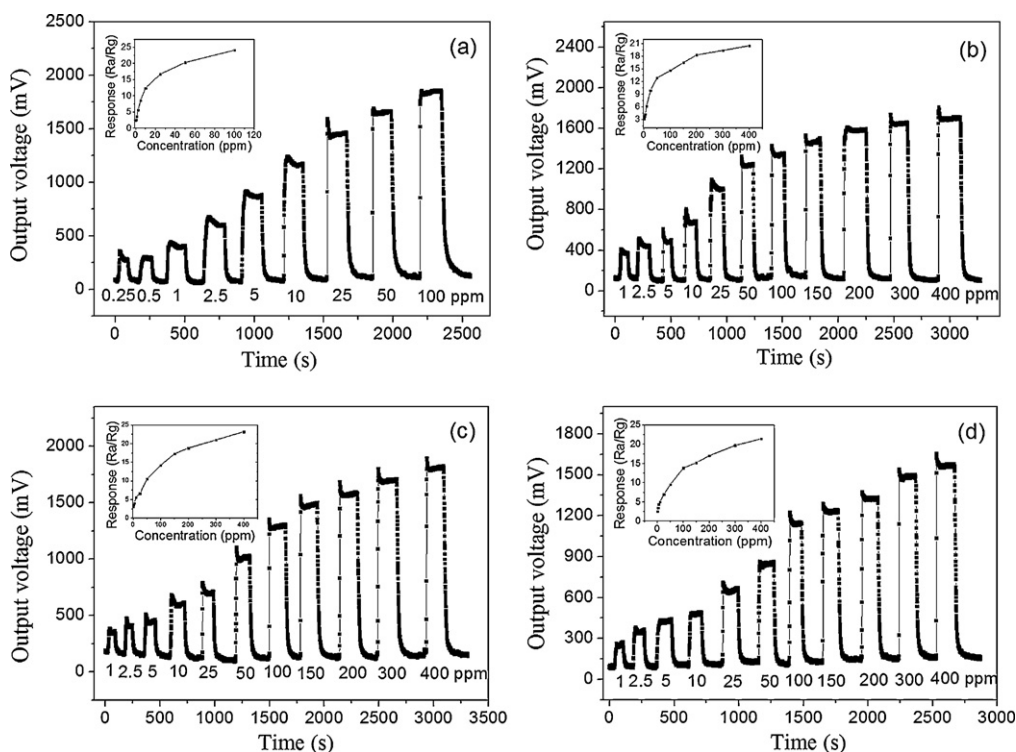 (a)
Output voltage (mV)
2500
2000
1500
1000
500
0
Response (Ra/Rg)
25
20
15
10
5
0
0 20 40 60 80 100 120
Concentration (ppm)
0.25 0.5 1 2.5 5 10 25 50 100 ppm
0 500 1000 1500 2000 2500
Time (s)
(b)
Output voltage (mV)
2400
2000
1600
1200
800
400
0
Response (Ra/Rg)
21
18
15
12
9
6
3
0 100 200 300 400
Concentration (ppm)
1 2.5 5 10 25 50 100 150 200 300 400 ppm
0 500 1000 1500 2000 2500 3000
Time (s)
(c)
Output voltage (mV)
2000
1500
1000
500
0
Response (Ra/Rg)
25
20
15
10
5
0
0 100 200 300 400
Concentration (ppm)
1 2.5 5 10 25 50 100 150 200 300 400 ppm
0 500 1000 1500 2000 2500 3000 3500
Time (s)
(d)
Output voltage (mV)
1800
1500
1200
900
600
300
0
Response (Ra/Rg)
25
20
15
10
5
0
0 100 200 300 400
Concentration (ppm)
1 2.5 5 10 25 50 100 150 200 300 400 ppm
0 500 1000 1500 2000 2500 3000
Time (s)